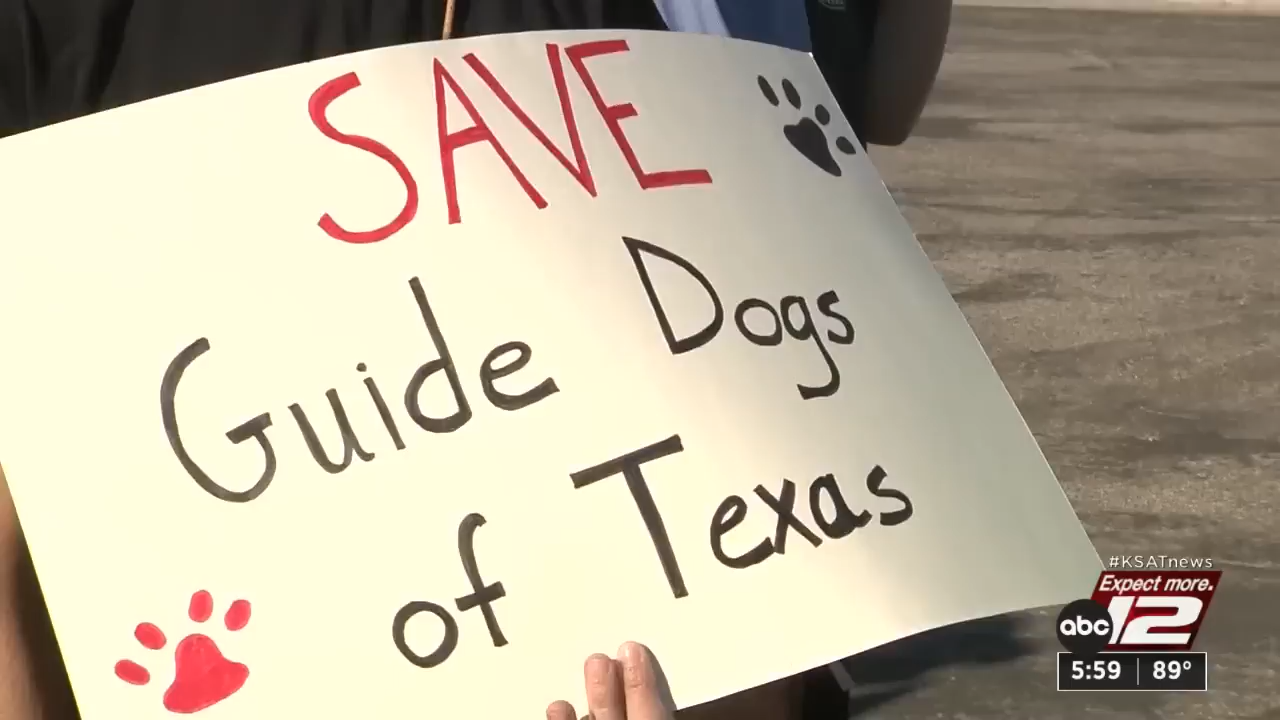 SAVE
Guide Dogs
of Texas
#KSATnews
Expect more.
abc 12
5:59 89°